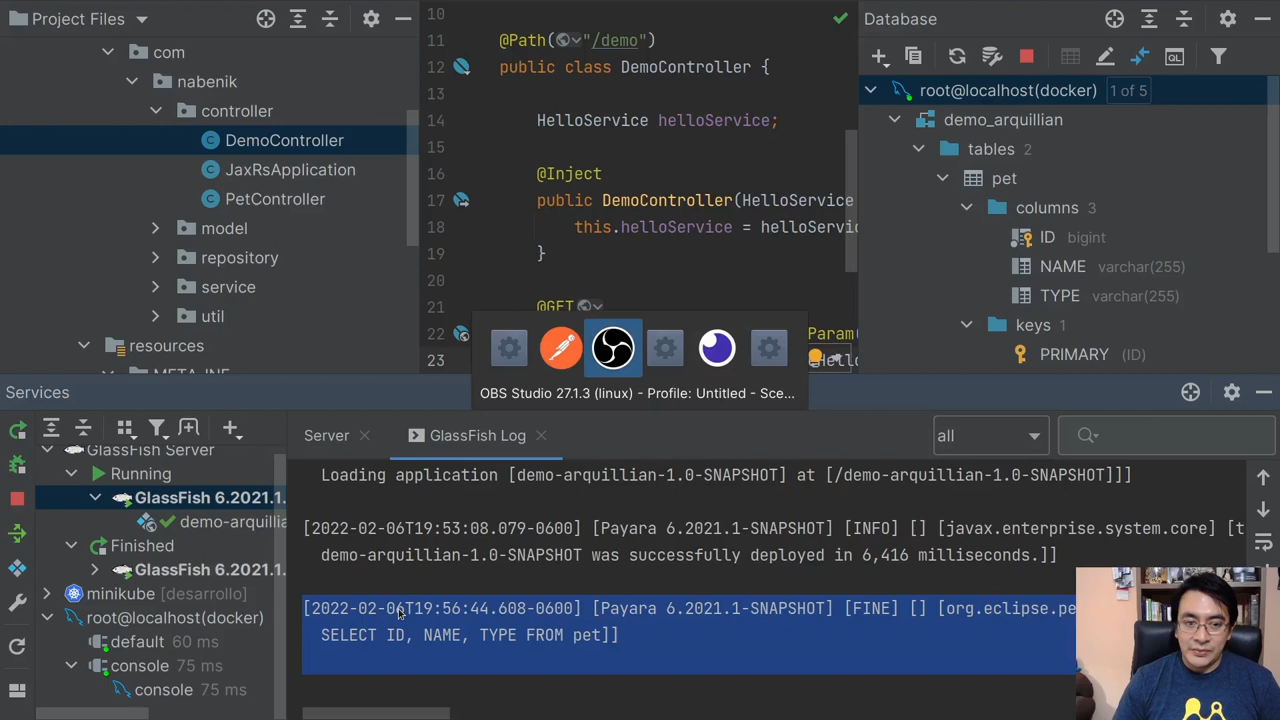 Project Files
com
nabenik
controller
DemoController
JaxRsApplication
PetController
model
repository
service
util
resources
10
11 @Path("/demo")
12 public class DemoController {
13
14 HelloService helloService;
15
16 @Inject
17 public DemoController(HelloService
18 this.helloService = helloServic
19 }
20
21 @GET
22 Param(
23 Hello
OBS Studio 27.1.3 (linux) - Profile: Untitled - Sce...
Database
QL
root@localhost(docker) 1 of 5
demo_arquillian
tables 2
pet
columns 3
ID bigint
NAME varchar(255)
TYPE varchar(255)
keys 1
PRIMARY (ID)
Services
GlassFish Server
Running
GlassFish 6.2021.1.
demo-arquilli
Finished
GlassFish 6.2021.1.
minikube [desarrollo]
root@localhost(docker)
default 60 ms
console 75 ms
console 75 ms
Server
GlassFish Log
all
Loading application [demo-arquillian-1.0-SNAPSHOT] at [/demo-arquillian-1.0-SNAPSHOT]]]
[2022-02-06T19:53:08.079-0600] [Payara 6.2021.1-SNAPSHOT] [INFO] [] [javax.enterprise.system.core] [t
demo-arquillian-1.0-SNAPSHOT was successfully deployed in 6,416 milliseconds.]]
[2022-02-06T19:56:44.608-0600] [Payara 6.2021.1-SNAPSHOT] [FINE] [] [org.eclipse.pe
SELECT ID, NAME, TYPE FROM pet]]